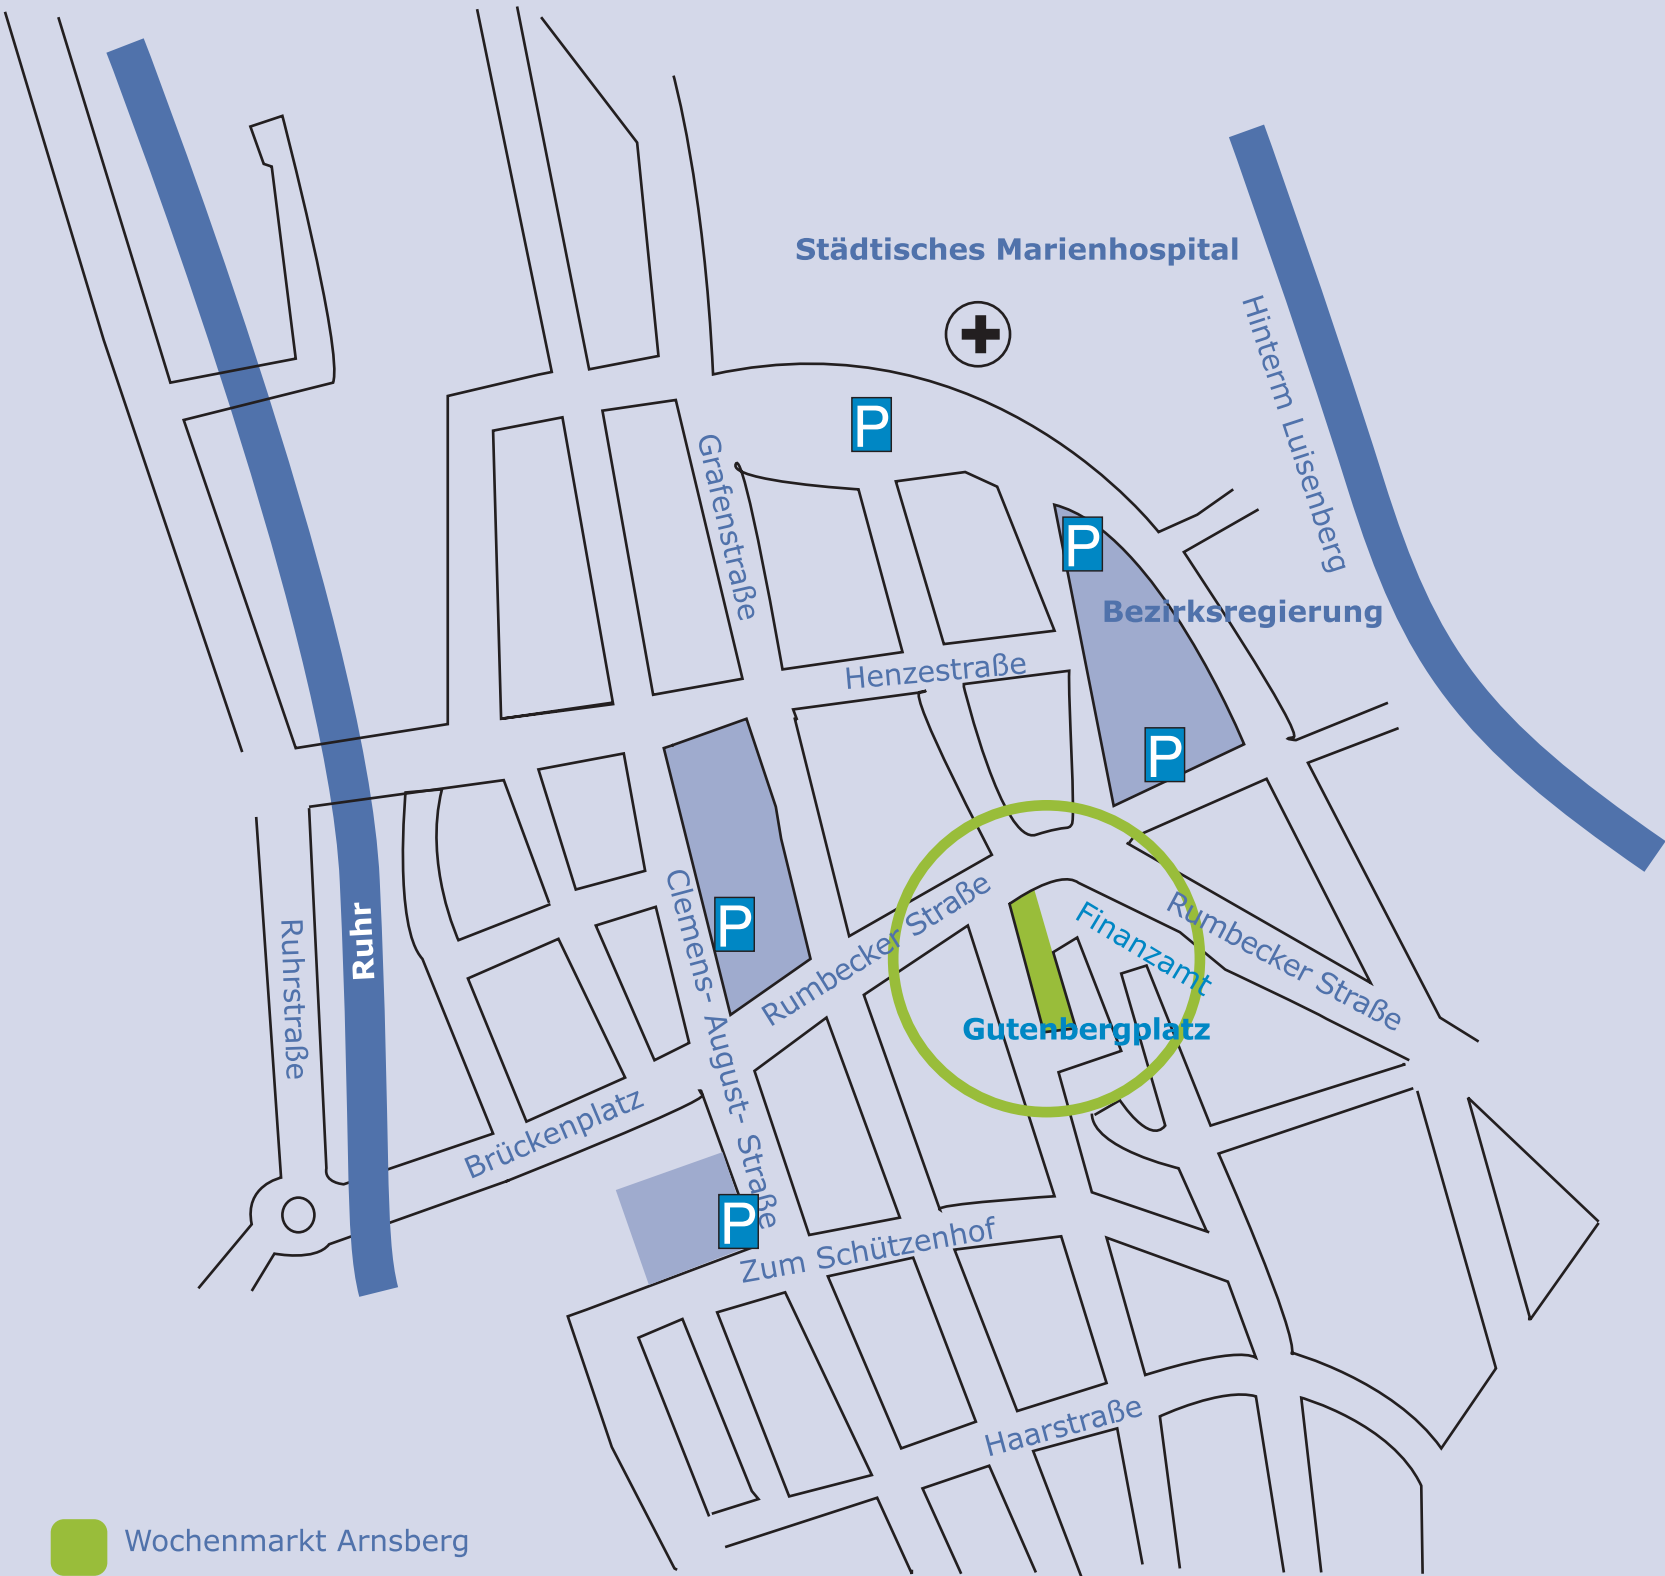 Städtisches Marienhospital
Hinterm Luisenberg
P
Grafenstraße
P
Bezirksregierung
Henzestraße
P
Clemens- August- Straße
P
Rumbecker Straße
Finanzamt
Rumbecker Straße
Ruhr
Ruhrstraße
Gutenbergplatz
Brückenplatz
P
Zum Schützenhof
Haarstraße
Wochenmarkt Arnsberg